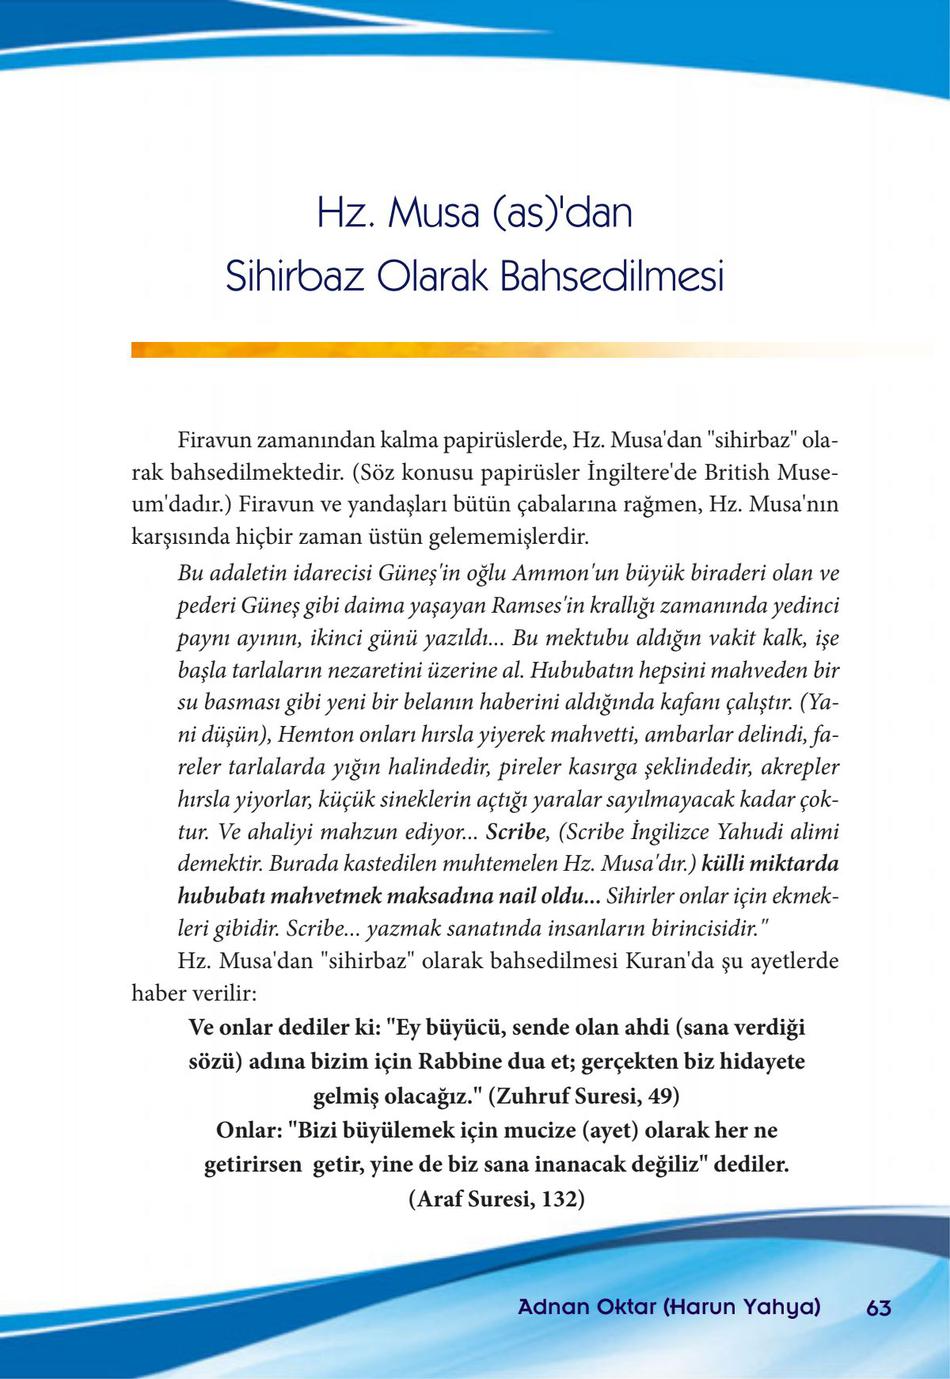 Hz. Musa (as)'dan
Sihirbaz Olarak Bahsedilmesi
Firavun zamanından kalma papirüslerde, Hz. Musa'dan "sihirbaz" ola-
rak bahsedilmektedir. (Söz konusu papirüsler İngiltere'de British Muse-
um'dadır.) Firavun ve yandaşları bütün çabalarına rağmen, Hz. Musa'nın
karşısında hiçbir zaman üstün gelememişlerdir.
Bu adaletin idarecisi Güneş'in oğlu Ammon'un büyük biraderi olan ve
pederi Güneş gibi daima yaşayan Ramses'in krallığı zamanında yedinci
paynı ayının, ikinci günü yazıldı... Bu mektubu aldığın vakit kalk, işe
başla tarlaların nezaretini üzerine al. Hububatın hepsini mahveden bir
su basması gibi yeni bir belanın haberini aldığında kafanı çalıştır. (Ya-
ni düşün), Hemton onları hırsla yiyerek mahvetti, ambarlar delindi, fa-
reler tarlalarda yığın halindedir, pireler kasırga şeklindedir, akrepler
hırsla yiyorlar, küçük sineklerin açtığı yaralar sayılmayacak kadar çok-
tur. Ve ahaliyi mahzun ediyor... Scribe, (Scribe İngilizce Yahudi alimi
demektir. Burada kastedilen muhtemelen Hz. Musa'dır.) külli miktarda
hububatı mahvetmek maksadına nail oldu... Sihirler onlar için ekmek-
leri gibidir. Scribe... yazmak sanatında insanların birincisidir."
Hz. Musa'dan "sihirbaz" olarak bahsedilmesi Kuran'da şu ayetlerde
haber verilir:
Ve onlar dediler ki: "Ey büyücü, sende olan ahdi (sana verdiği
sözü) adına bizim için Rabbine dua et; gerçekten biz hidayete
gelmiş olacağız." (Zuhruf Suresi, 49)
Onlar: "Bizi büyülemek için mucize (ayet) olarak her ne
getirirsen getir, yine de biz sana inanacak değiliz" dediler.
(Araf Suresi, 132)
Adnan Oktar (Harun Yahya) 63